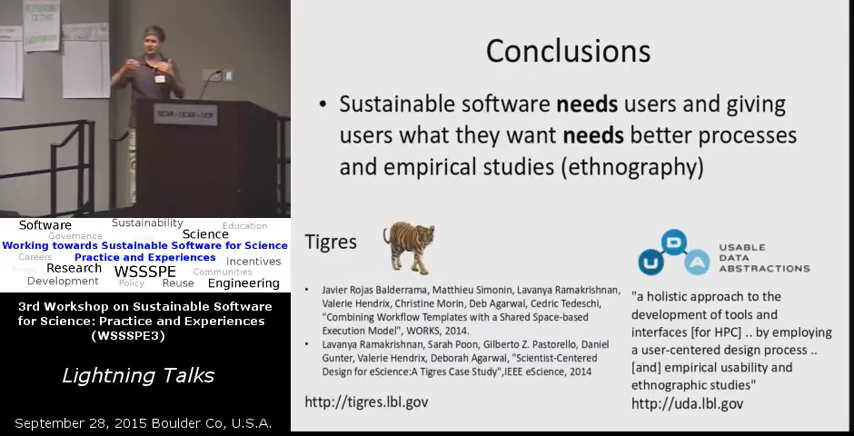 Software
Sustainability
Education
Governance
Science
Working towards Sustainable Software for Science
Practice and Experiences
Careers
Incentives
Research
WSSSPE
Communities
Development
Policy
Reuse
Engineering
3rd Workshop on Sustainable Software
for Science: Practice and Experiences
(WSSSPE3)
Lightning Talks
September 28, 2015 Boulder Co, U.S.A.
Conclusions
• Sustainable software needs users and giving
users what they want needs better processes
and empirical studies (ethnography)
Tigres
• Javier Rojas Balderrama, Matthieu Simonin, Lavanya Ramakrishnan,
Valerie Hendrix, Christine Morin, Deb Agarwal, Cedric Tedeschi,
"Combining Workflow Templates with a Shared Space-based
Execution Model", WORKS, 2014.
• Lavanya Ramakrishnan, Sarah Poon, Gilberto Z. Pastorello, Daniel
Gunter, Valerie Hendrix, Deborah Agarwal, "Scientist-Centered
Design for eScience:A Tigres Case Study",IEEE eScience, 2014
http://tigres.lbl.gov
UDA
USABLE
DATA
ABSTRACTIONS
"a holistic approach to the
development of tools and
interfaces [for HPC] .. by employing
a user-centered design process ..
[and] empirical usability and
ethnographic studies"
http://uda.lbl.gov